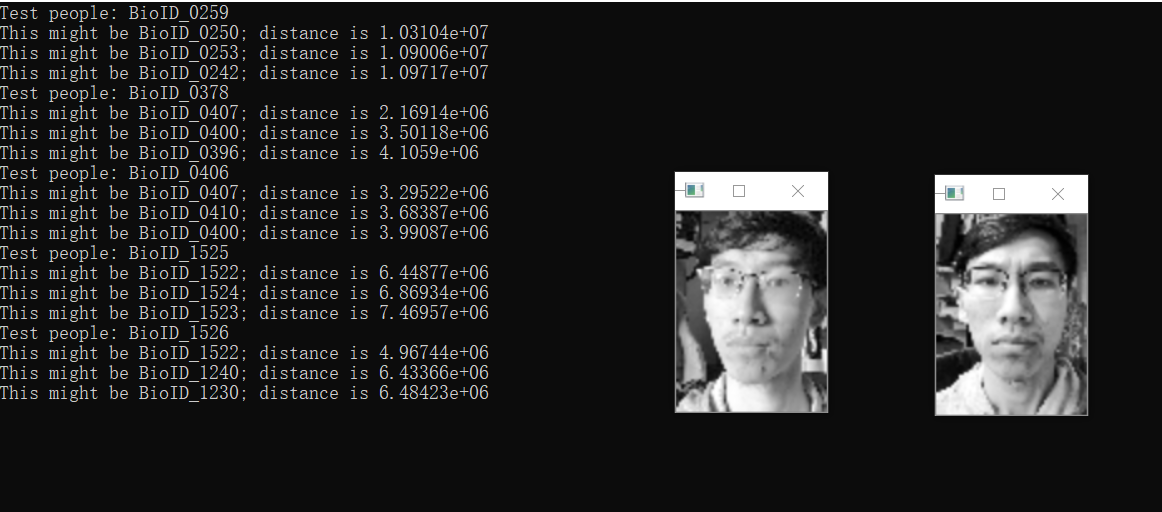 Test people: BioID_0259
This might be BioID_0250; distance is 1.03104e+07
This might be BioID_0253; distance is 1.09006e+07
This might be BioID_0242; distance is 1.09717e+07
Test people: BioID_0378
This might be BioID_0407; distance is 2.16914e+06
This might be BioID_0400; distance is 3.50118e+06
This might be BioID_0396; distance is 4.1059e+06
Test people: BioID_0406
This might be BioID_0407; distance is 3.29522e+06
This might be BioID_0410; distance is 3.68387e+06
This might be BioID_0400; distance is 3.99087e+06
Test people: BioID_1525
This might be BioID_1522; distance is 6.44877e+06
This might be BioID_1524; distance is 6.86934e+06
This might be BioID_1523; distance is 7.46957e+06
Test people: BioID_1526
This might be BioID_1522; distance is 4.96744e+06
This might be BioID_1240; distance is 6.43366e+06
This might be BioID_1230; distance is 6.48423e+06